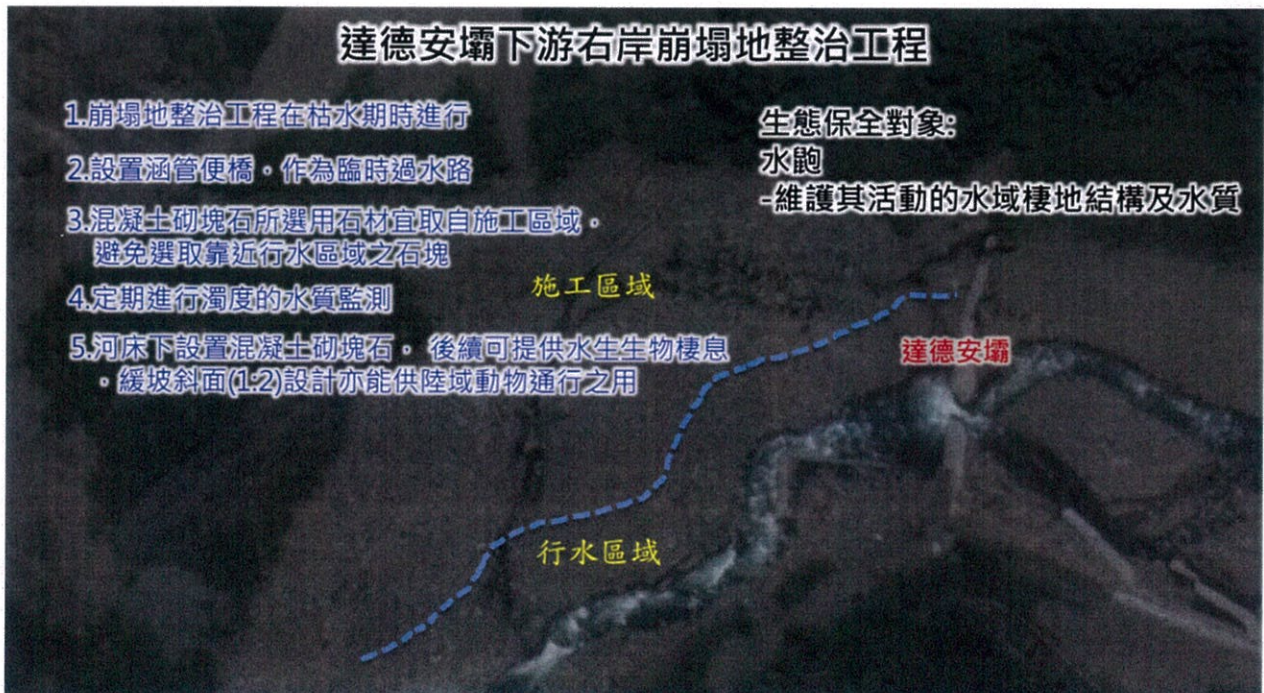 達德安壩下游右岸崩塌地整治工程
1.崩塌地整治工程在枯水期時進行
2.設置涵管便橋，作為臨時過水路
3.混凝土砌塊石所選用石材宜取自施工區域，
避免選取靠近行水區域之石塊
4.定期進行濁度的水質監測
5.河床下設置混凝土砌塊石， 後續可提供水生生物棲息
，緩坡斜面(1:2)設計亦能供陸域動物通行之用
生態保全對象:
水鼩
-維護其活動的水域棲地結構及水質
施工區域
達德安壩
行水區域